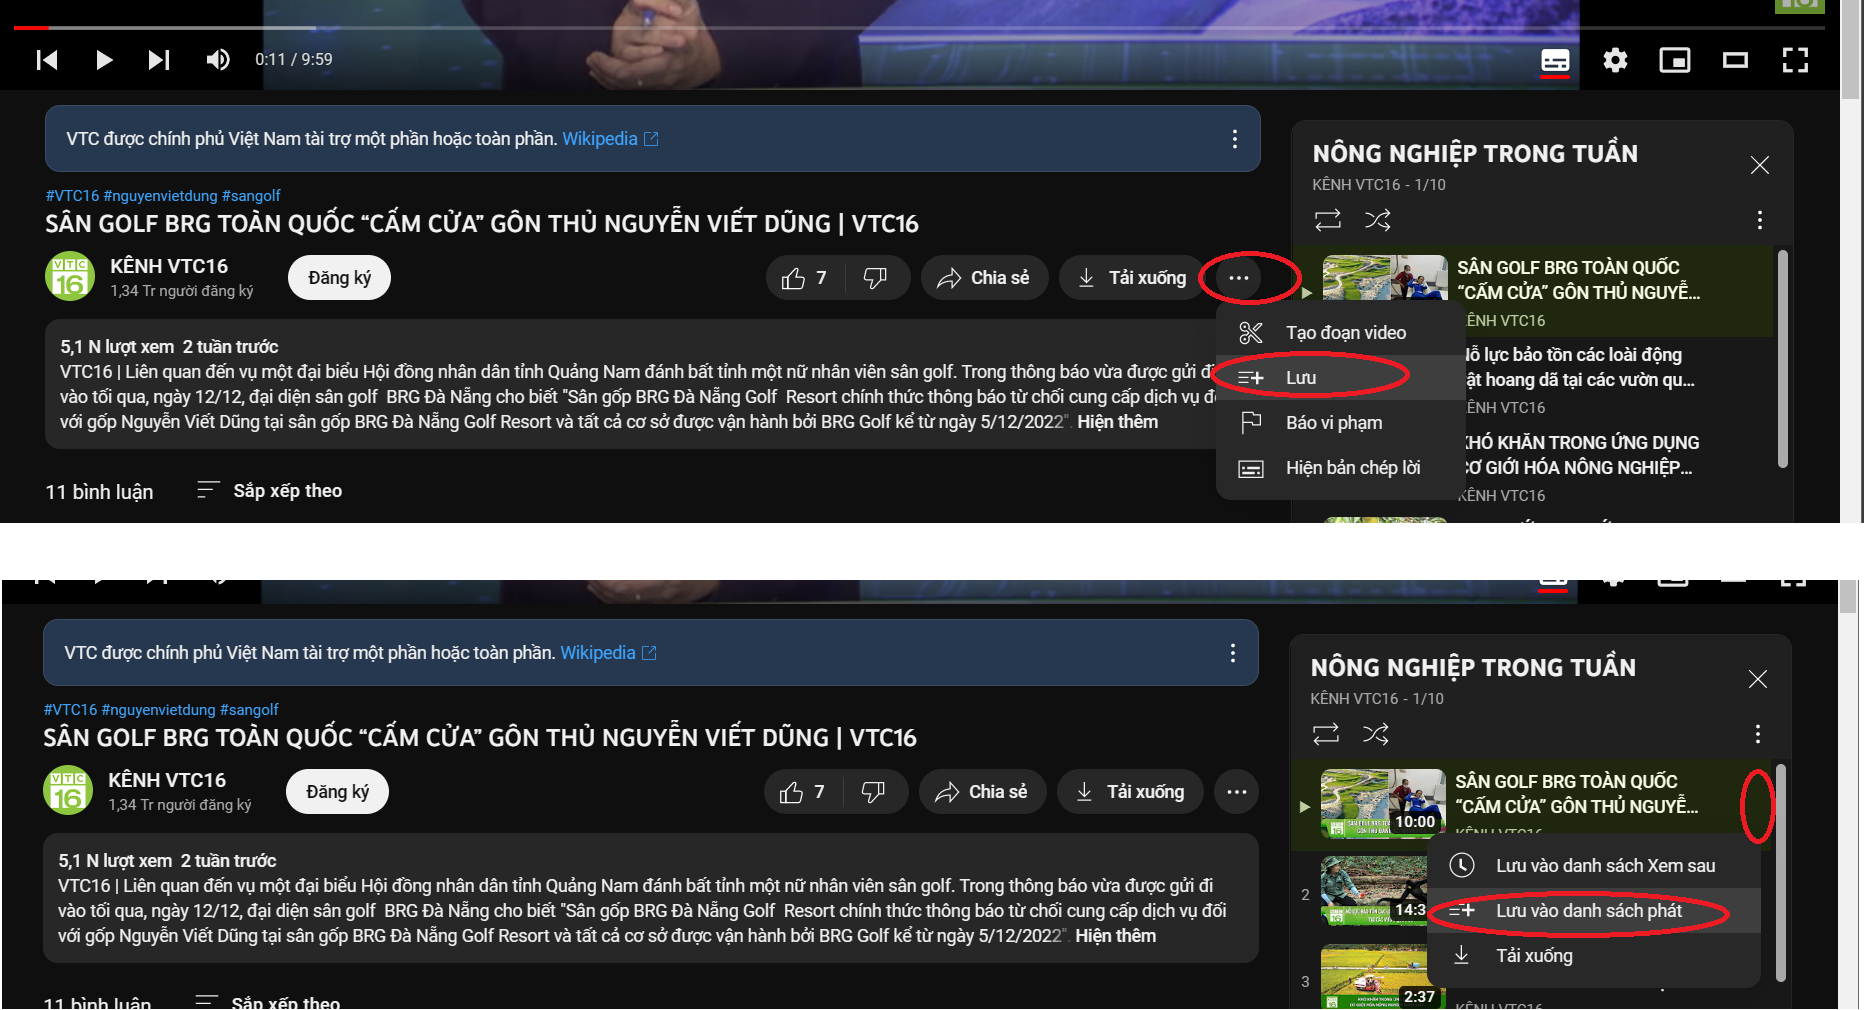 0:11 / 9:59
VTC được chính phủ Việt Nam tài trợ một phần hoặc toàn phần. Wikipedia
#VTC16 #nguyenvietdung #sangolf
SÂN GOLF BRG TOÀN QUỐC “CẤM CỬA” GÔN THỦ NGUYỄN VIẾT DŨNG | VTC16
VTC
16
KÊNH VTC16
1,34 Tr người đăng ký
Đăng ký
7
Chia sẻ
Tải xuống
5,1 N lượt xem 2 tuần trước
VTC16 | Liên quan đến vụ một đại biểu Hội đồng nhân dân tỉnh Quảng Nam đánh bất tỉnh một nữ nhân viên sân golf. Trong thông báo vừa được gửi đi
vào tối qua, ngày 12/12, đại diện sân golf BRG Đà Nẵng cho biết "Sân gốp BRG Đà Nẵng Golf Resort chính thức thông báo từ chối cung cấp dịch vụ
với gốp Nguyễn Viết Dũng tại sân gốp BRG Đà Nẵng Golf Resort và tất cả cơ sở được vận hành bởi BRG Golf kể từ ngày 5/12/2022". Hiện thêm
11 bình luận
Sắp xếp theo
Tạo đoạn video
Lưu
Báo vi phạm
Hiện bản chép lời
NÔNG NGHIỆP TRONG TUẦN
KÊNH VTC16 - 1/10
SÂN GOLF BRG TOÀN QUỐC
“CẤM CỬA” GÔN THỦ NGUYỄ...
KÊNH VTC16
Nỗ lực bảo tồn các loài động
vật hoang dã tại các vườn qu...
KÊNH VTC16
KHÓ KHĂN TRONG ỨNG DỤNG
CƠ GIỚI HÓA NÔNG NGHIỆP...
KÊNH VTC16
VTC được chính phủ Việt Nam tài trợ một phần hoặc toàn phần. Wikipedia
#VTC16 #nguyenvietdung #sangolf
SÂN GOLF BRG TOÀN QUỐC “CẤM CỬA” GÔN THỦ NGUYỄN VIẾT DŨNG | VTC16
VTC
16
KÊNH VTC16
1,34 Tr người đăng ký
Đăng ký
7
Chia sẻ
Tải xuống
5,1 N lượt xem 2 tuần trước
VTC16 | Liên quan đến vụ một đại biểu Hội đồng nhân dân tỉnh Quảng Nam đánh bất tỉnh một nữ nhân viên sân golf. Trong thông báo vừa được gửi đi
vào tối qua, ngày 12/12, đại diện sân golf BRG Đà Nẵng cho biết "Sân gốp BRG Đà Nẵng Golf Resort chính thức thông báo từ chối cung cấp dịch vụ đối
với gốp Nguyễn Viết Dũng tại sân gốp BRG Đà Nẵng Golf Resort và tất cả cơ sở được vận hành bởi BRG Golf kể từ ngày 5/12/2022". Hiện thêm
11 bình luận
Sắp xếp theo
NÔNG NGHIỆP TRONG TUẦN
KÊNH VTC16 - 1/10
10:00
SÂN GOLF BRG TOÀN QUỐC
“CẤM CỬA” GÔN THỦ NGUYỄ...
KÊNH VTC16
2
14:3
3
2:37
Lưu vào danh sách Xem sau
Lưu vào danh sách phát
Tải xuống
KÊNH VTC16